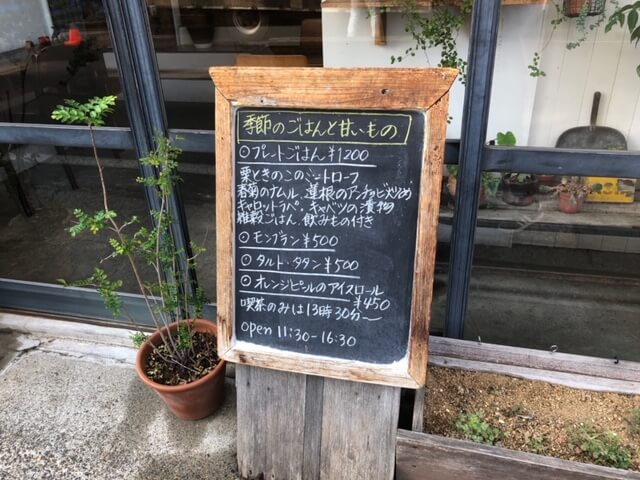 季節のごはんと甘いもの
⊙プレートごはん ¥1200
栗ときのこのミートローフ
春菊のナムル、蓮根のアンチョビ炒め
キャロットラペ、キャベツの漬物
雑穀ごはん、飲みもの付き
⊙モンブラン ¥500
⊙タルト・タタン ¥500
⊙オレンジピールのアイスロール
¥450
喫茶のみは13時30分〜
open 11:30-16:30